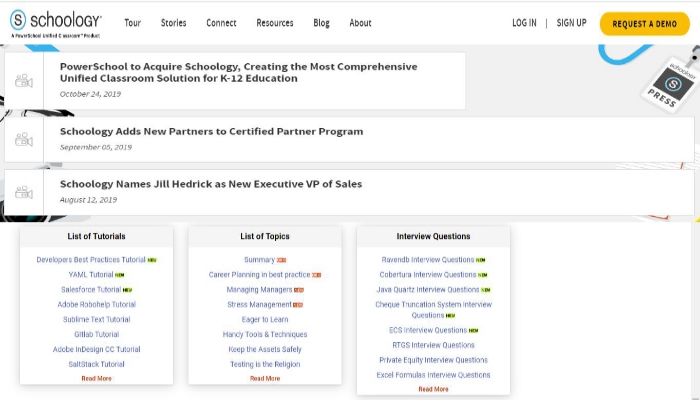 schoology
A PowerSchool Unified Classroom Product
Tour
Stories
Connect
Resources
Blog
About
LOG IN | SIGN UP
REQUEST A DEMO
PowerSchool to Acquire Schoology, Creating the Most Comprehensive
Unified Classroom Solution for K-12 Education
October 24, 2019
schoology
PRESS
Schoology Adds New Partners to Certified Partner Program
September 05, 2019
Schoology Names Jill Hedrick as New Executive VP of Sales
August 12, 2019
List of Tutorials
Developers Best Practices Tutorial NEW
YAML Tutorial NEW
Salesforce Tutorial NEW
Adobe Robohelp Tutorial
Sublime Text Tutorial
Gitlab Tutorial
Adobe InDesign CC Tutorial
SaltStack Tutorial
Read More
List of Topics
Summary
Career Planning in best practice
Managing Managers
Stress Management
Eager to Learn
Handy Tools & Techniques
Keep the Assets Safely
Testing is the Religion
Read More
Interview Questions
Ravendb Interview Questions NEW
Cobertura Interview Questions NEW
Java Quartz Interview Questions NEW
Cheque Truncation System Interview
Questions NEW
ECS Interview Questions NEW
RTGS Interview Questions
Private Equity Interview Questions
Excel Formulas Interview Questions
Read More